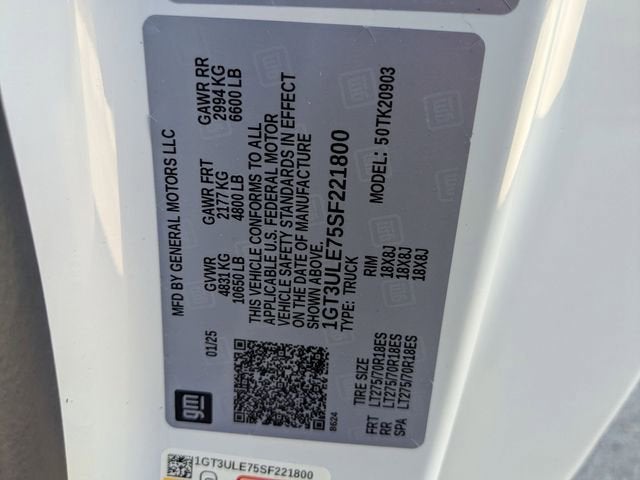 MFD BY GENERAL MOTORS LLC
01/25
GVWR GAWR FRT GAWR RR
4831 KG 2177 KG 2994 KG
10650 LB 4800 LB 6600 LB
THIS VEHICLE CONFORMS TO ALL
APPLICABLE U.S. FEDERAL MOTOR
VEHICLE SAFETY STANDARDS IN EFFECT
ON THE DATE OF MANUFACTURE
SHOWN ABOVE.
1GT3ULE75SF221800
TYPE: TRUCK MODEL: 50TK20903
TIRE SIZE RIM
FRT LT275/70R18ES 18X8J
RR LT275/70R18ES 18X8J
SPA LT275/70R18ES 18X8J
gm
8624
1GT3ULE75SF221800